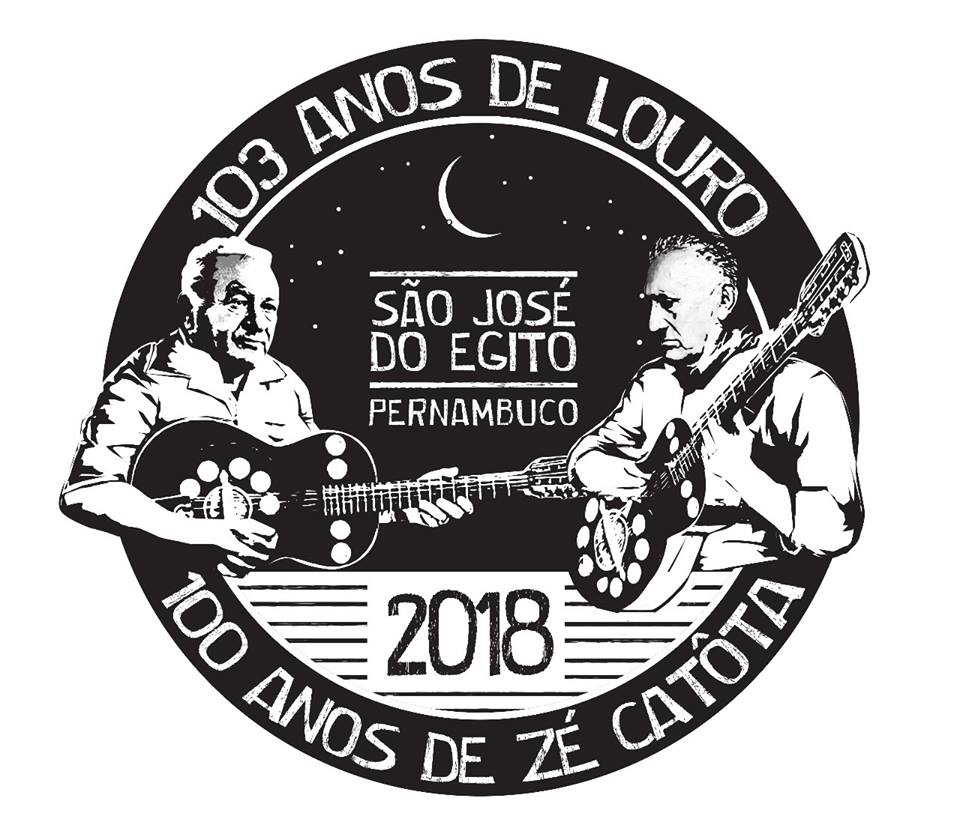 103 ANOS DE LOURO
SÃO JOSÉ
DO EGITO
PERNAMBUCO
2018
100 ANOS DE ZÉ CATÔTA